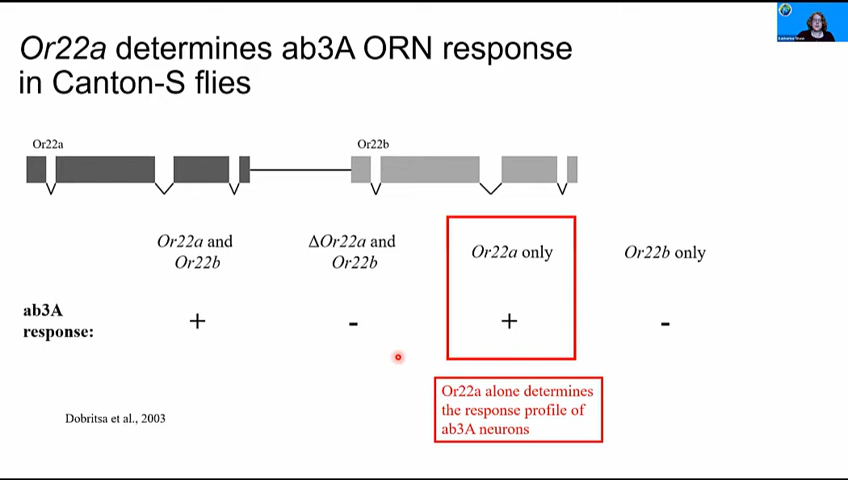 Or22a determines ab3A ORN response
in Canton-S flies
Or22a
Or22b
Or22a and
Or22b
ΔOr22a and
Or22b
Or22a only
Or22b only
ab3A
response:
+
-
+
-
Or22a alone determines
the response profile of
ab3A neurons
Dobritsa et al., 2003